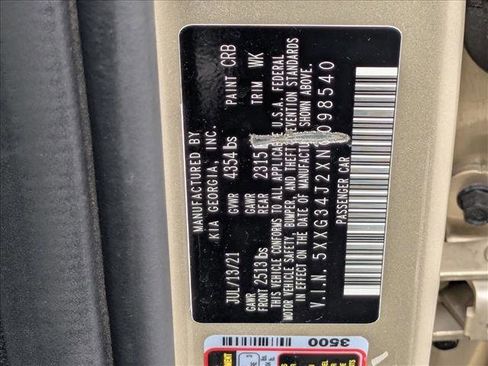 MANUFACTURED BY
KIA GEORGIA, INC.
JUL/13/21 GVWR 4354lbs PAINT CRB
GAWR GAWR
FRONT 2513lbs REAR 2315 TRIM WK
THIS VEHICLE CONFORMS TO ALL APPLICABLE U.S.A. FEDERAL
MOTOR VEHICLE SAFETY, BUMPER, AND THEFT PREVENTION STANDARDS
IN EFFECT ON THE DATE OF MANUFACTURE SHOWN ABOVE.
V.I.N. 5XXG34J2XNG098540
PASSENGER CAR
3500